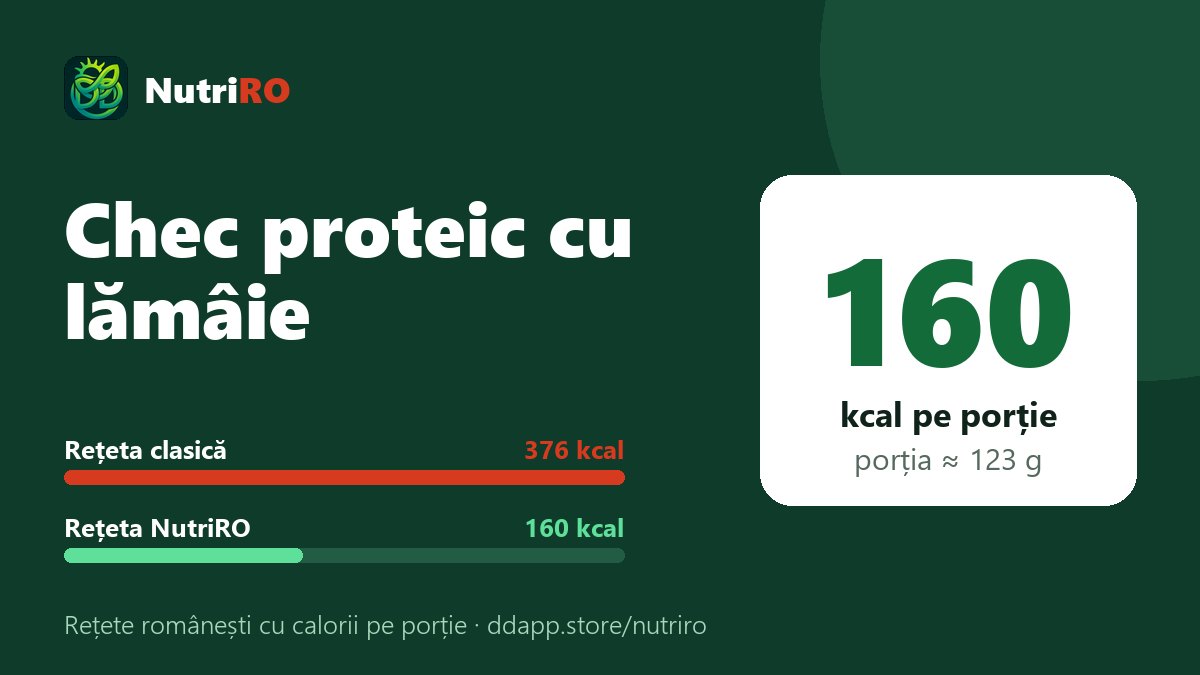 NutriRO
Chec proteic cu
lămâie
Rețeta clasică 376 kcal
Rețeta NutriRO 160 kcal
160
kcal pe porție
porția ≈ 123 g
Rețete românești cu calorii pe porție · ddapp.store/nutriro